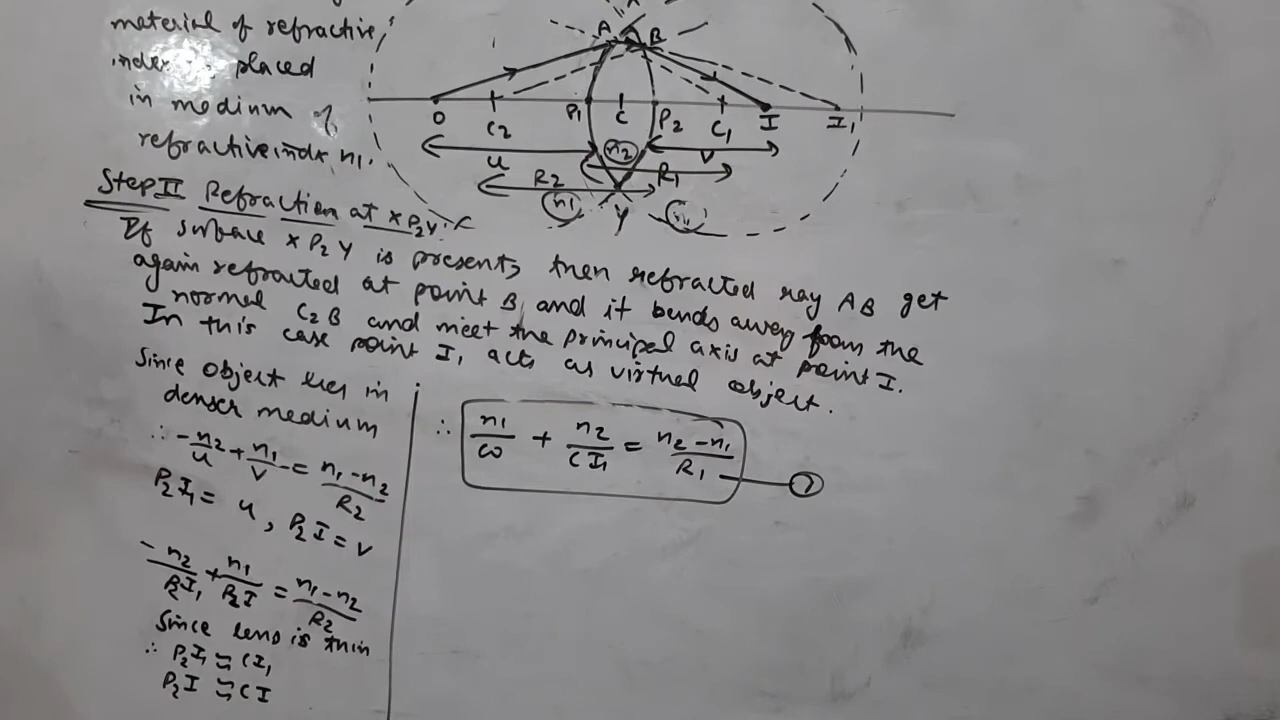 material of refractive
index placed
in medium of
refractive index n₁.
X
A B
O C₂ P₁ C P₂ C₁ I I₁
u n₂ v
R₂ R₁
n₁ Y
Step II Refraction at XP₂Y:-
If surface XP₂Y is present, then refracted ray AB get
again refracted at point B and it bends away from the
normal C₂B and meet the principal axis at point I.
In this case point I₁ acts as virtual object.
Since object lies in
denser medium
∴ -n₂/u + n₁/v = n₁-n₂/R₂
P₂I₁ = u, P₂I = v
-n₂/P₂I₁ + n₁/P₂I = n₁-n₂/R₂
Since lens is thin
∴ P₂I₁ ≈ CI₁
P₂I ≈ CI
∴ n₁/CO + n₂/CI₁ = n₂-n₁/R₁ — 1